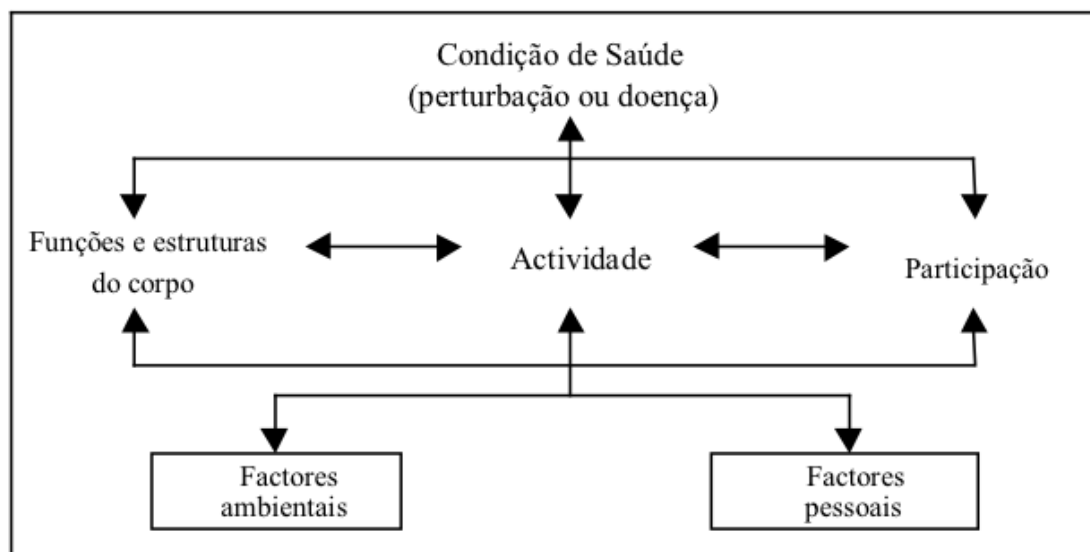 Condição de Saúde
(perturbação ou doença)
Funções e estruturas
do corpo
Actividade
Participação
Factores
ambientais
Factores
pessoais